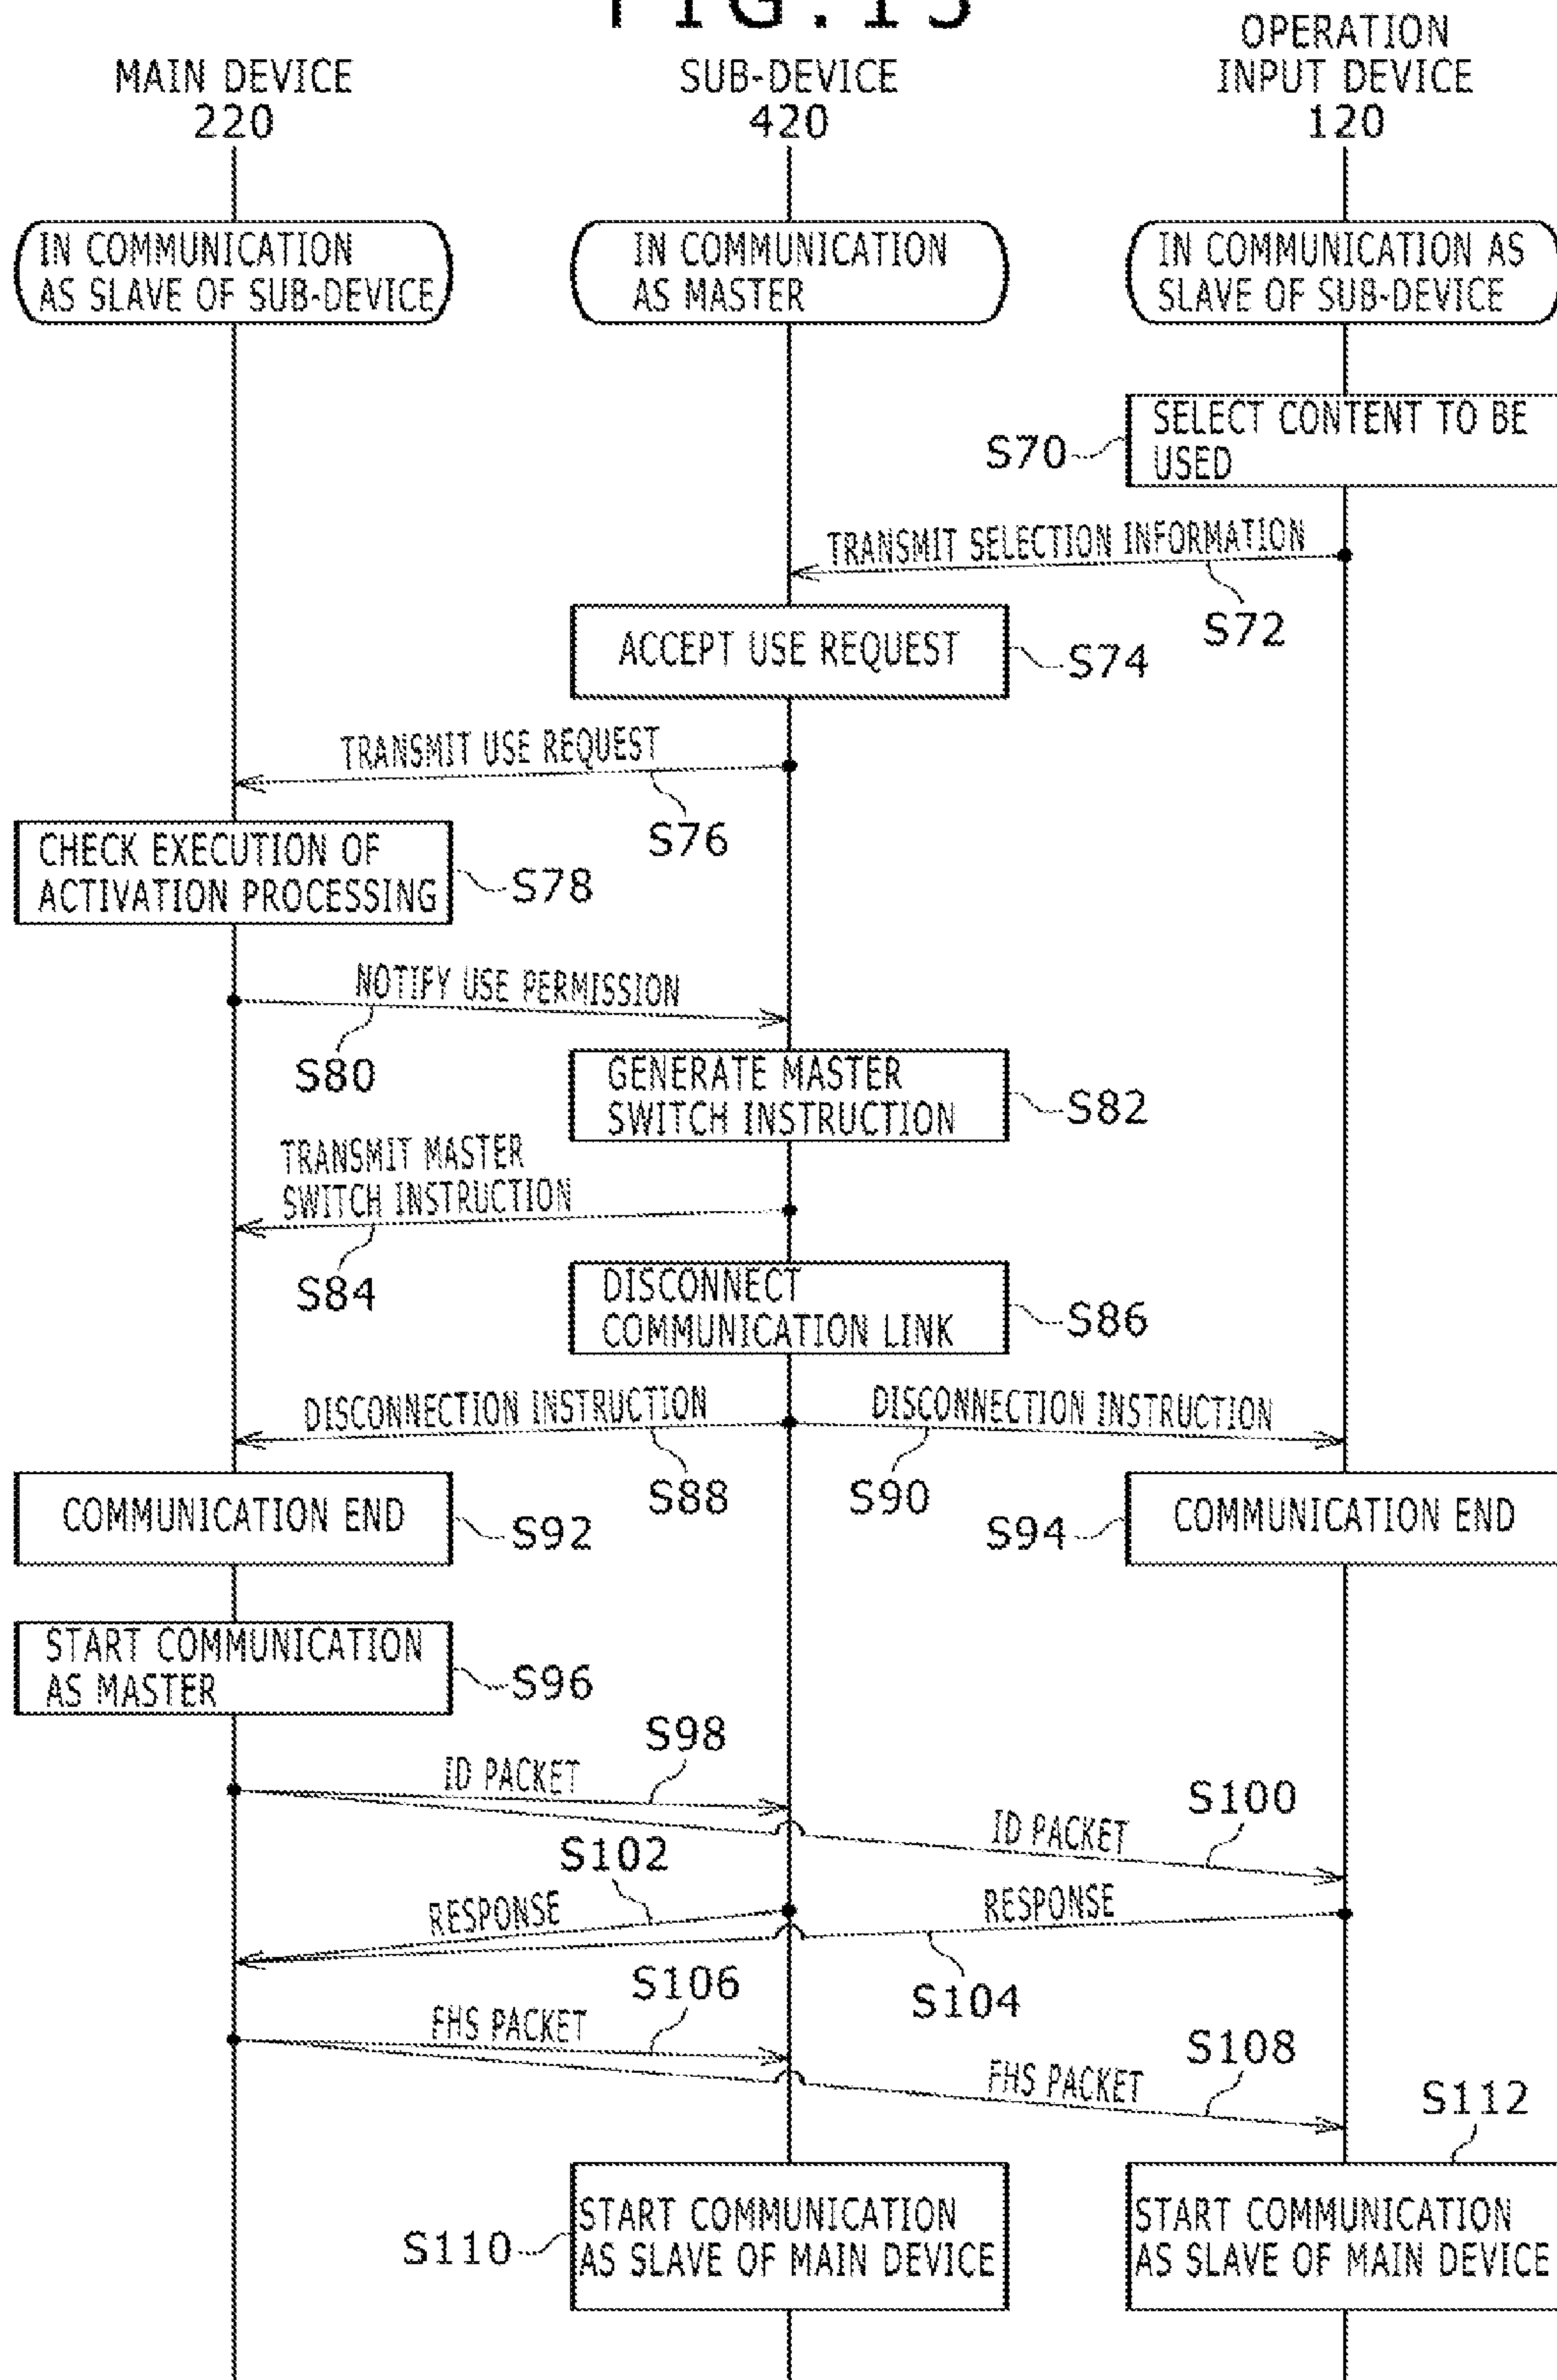 FIG.15
MAIN DEVICE
220
SUB-DEVICE
420
OPERATION
INPUT DEVICE
120
IN COMMUNICATION
AS SLAVE OF SUB-DEVICE
IN COMMUNICATION
AS MASTER
IN COMMUNICATION AS
SLAVE OF SUB-DEVICE
SELECT CONTENT TO BE
USED
S70
TRANSMIT SELECTION INFORMATION
S72
ACCEPT USE REQUEST
S74
TRANSMIT USE REQUEST
S76
CHECK EXECUTION OF
ACTIVATION PROCESSING
S78
NOTIFY USE PERMISSION
S80
GENERATE MASTER
SWITCH INSTRUCTION
S82
TRANSMIT MASTER
SWITCH INSTRUCTION
S84
DISCONNECT
COMMUNICATION LINK
S86
DISCONNECTION INSTRUCTION
DISCONNECTION INSTRUCTION
S88
S90
COMMUNICATION END
S92
S94
COMMUNICATION END
START COMMUNICATION
AS MASTER
S96
S98
ID PACKET
S100
ID PACKET
S102
RESPONSE
RESPONSE
S104
S106
FHS PACKET
S108
FHS PACKET
S112
S110
START COMMUNICATION
AS SLAVE OF MAIN DEVICE
START COMMUNICATION
AS SLAVE OF MAIN DEVICE